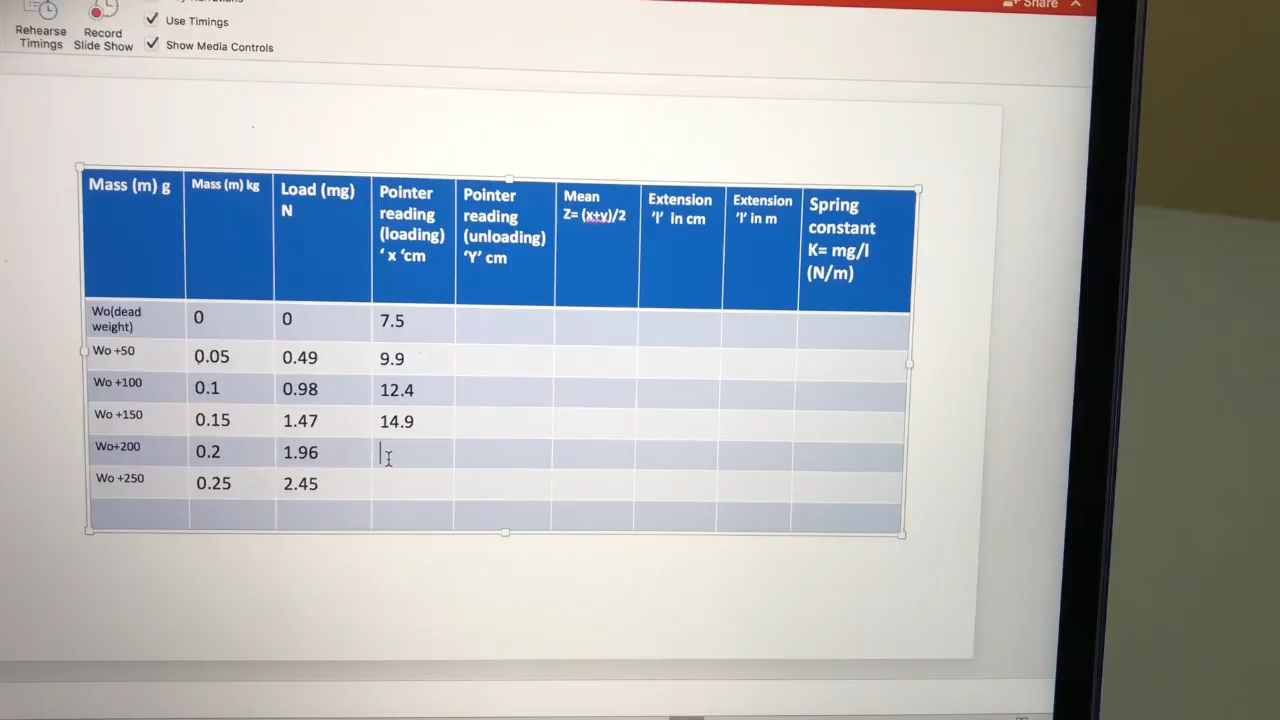 Rehearse
Timings
Record
Slide Show
Use Timings
Show Media Controls
Share
Mass (m) g
Mass (m) kg
Load (mg)
N
Pointer
reading
(loading)
‘ x ‘cm
Pointer
reading
(unloading)
‘Y’ cm
Mean
Z= (x+y)/2
Extension
‘l’ in cm
Extension
‘l’ in m
Spring
constant
K= mg/l
(N/m)
Wo(dead
weight)
0
0
7.5
Wo +50
0.05
0.49
9.9
Wo +100
0.1
0.98
12.4
Wo +150
0.15
1.47
14.9
Wo+200
0.2
1.96
Wo +250
0.25
2.45